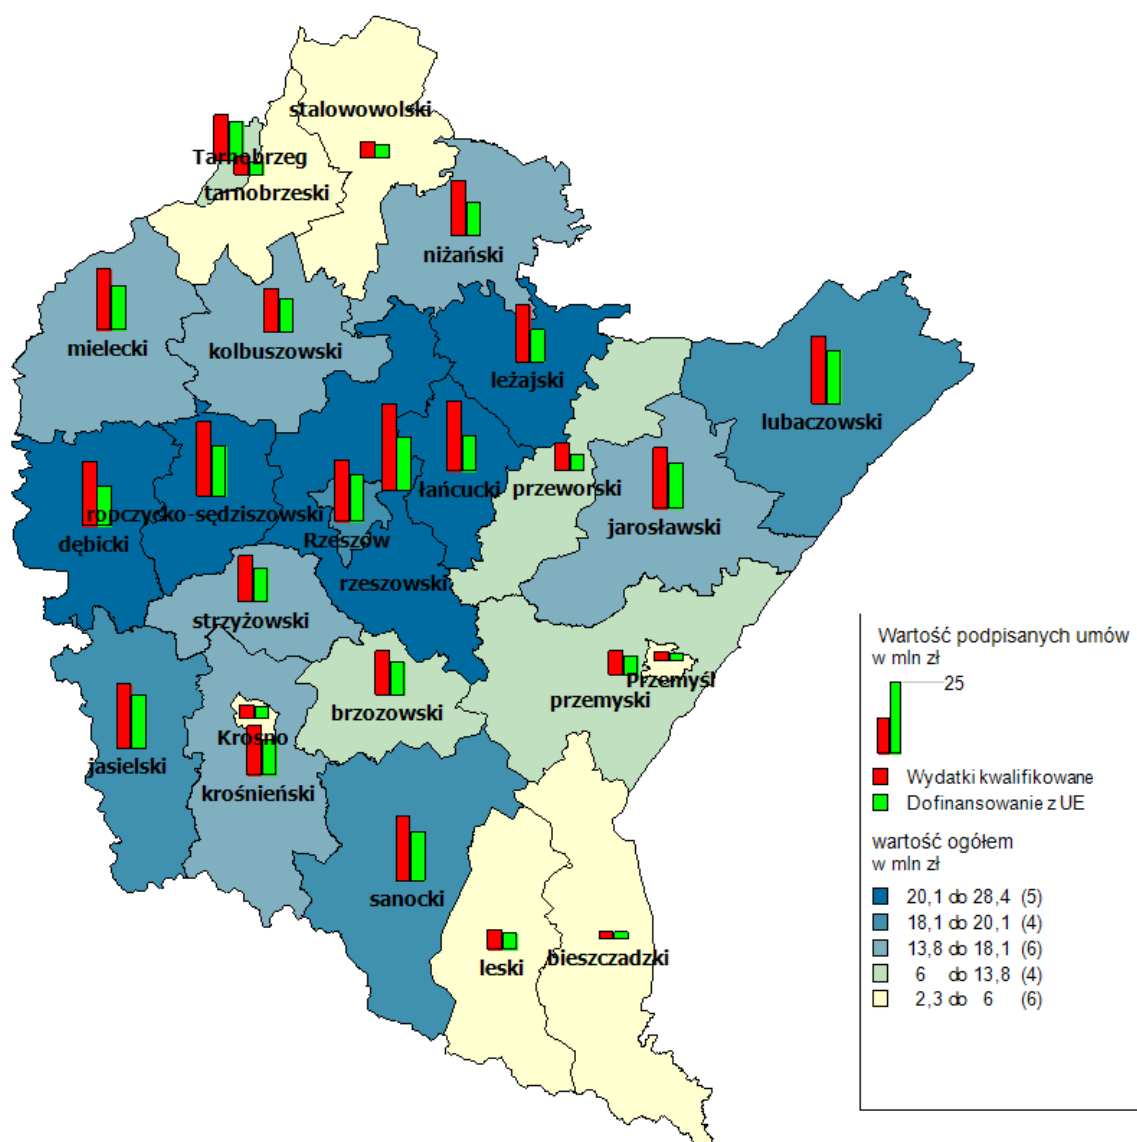 stalowowolski
Tarnobrzeg
tarnobrzeski
niżański
mielecki
kolbuszowski
leżajski
lubaczowski
ropczycko-sędziszowski
łańcucki
przeworski
dębicki
Rzeszów
jarosławski
rzeszowski
strzyżowski
brzozowski
przemyski
Przemyśl
jasielski
Krosno
krośnieński
sanocki
leski
bieszczadzki
Wartość podpisanych umów
w mln zł
25
Wydatki kwalifikowane
Dofinansowanie z UE
wartość ogółem
w mln zł
20,1 do 28,4 (5)
18,1 do 20,1 (4)
13,8 do 18,1 (6)
6 do 13,8 (4)
2,3 do 6 (6)